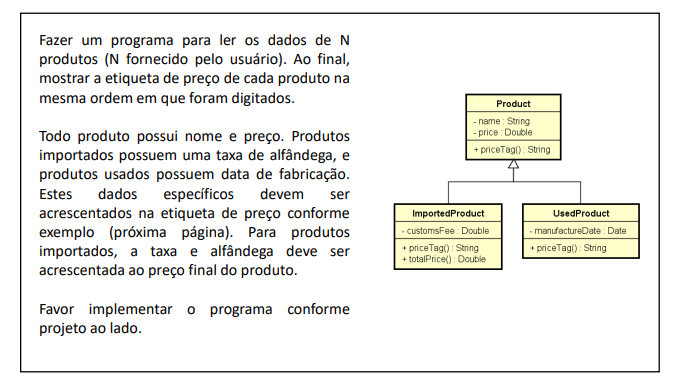 Fazer um programa para ler os dados de N
produtos (N fornecido pelo usuário). Ao final,
mostrar a etiqueta de preço de cada produto na
mesma ordem em que foram digitados.
Todo produto possui nome e preço. Produtos
importados possuem uma taxa de alfândega, e
produtos usados possuem data de fabricação.
Estes dados específicos devem ser
acrescentados na etiqueta de preço conforme
exemplo (próxima página). Para produtos
importados, a taxa e alfândega deve ser
acrescentada ao preço final do produto.
Favor implementar o programa conforme
projeto ao lado.
Product
- name : String
- price : Double
+ priceTag() : String
ImportedProduct
- customsFee : Double
+ priceTag() : String
+ totalPrice() : Double
UsedProduct
- manufactureDate : Date
+ priceTag() : String